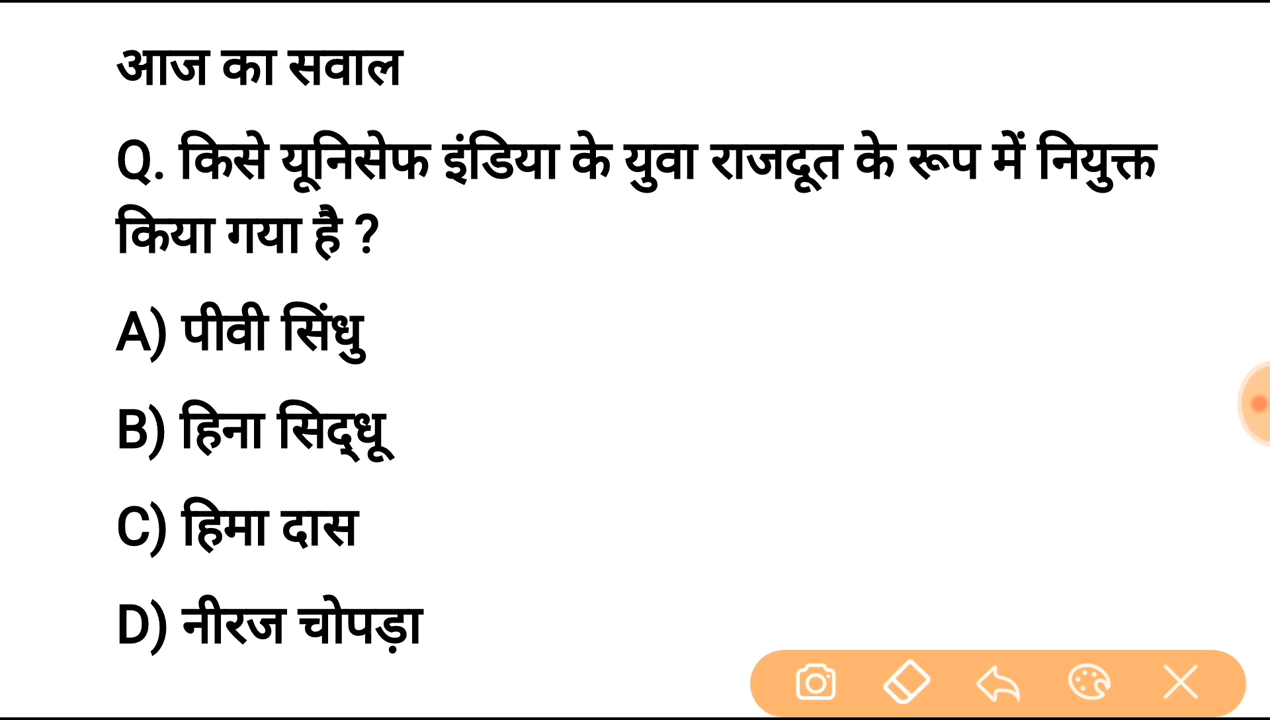 आज का सवाल
Q. किसे यूनिसेफ इंडिया के युवा राजदूत के रूप में नियुक्त
किया गया है ?
A) पीवी सिंधु
B) हिना सिद्‌धू
C) हिमा दास
D) नीरज चोपड़ा